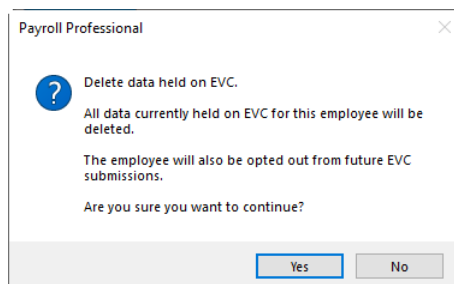 Payroll Professional
Delete data held on EVC.
All data currently held on EVC for this employee will be
deleted.
The employee will also be opted out from future EVC
submissions.
Are you sure you want to continue?
Yes
No